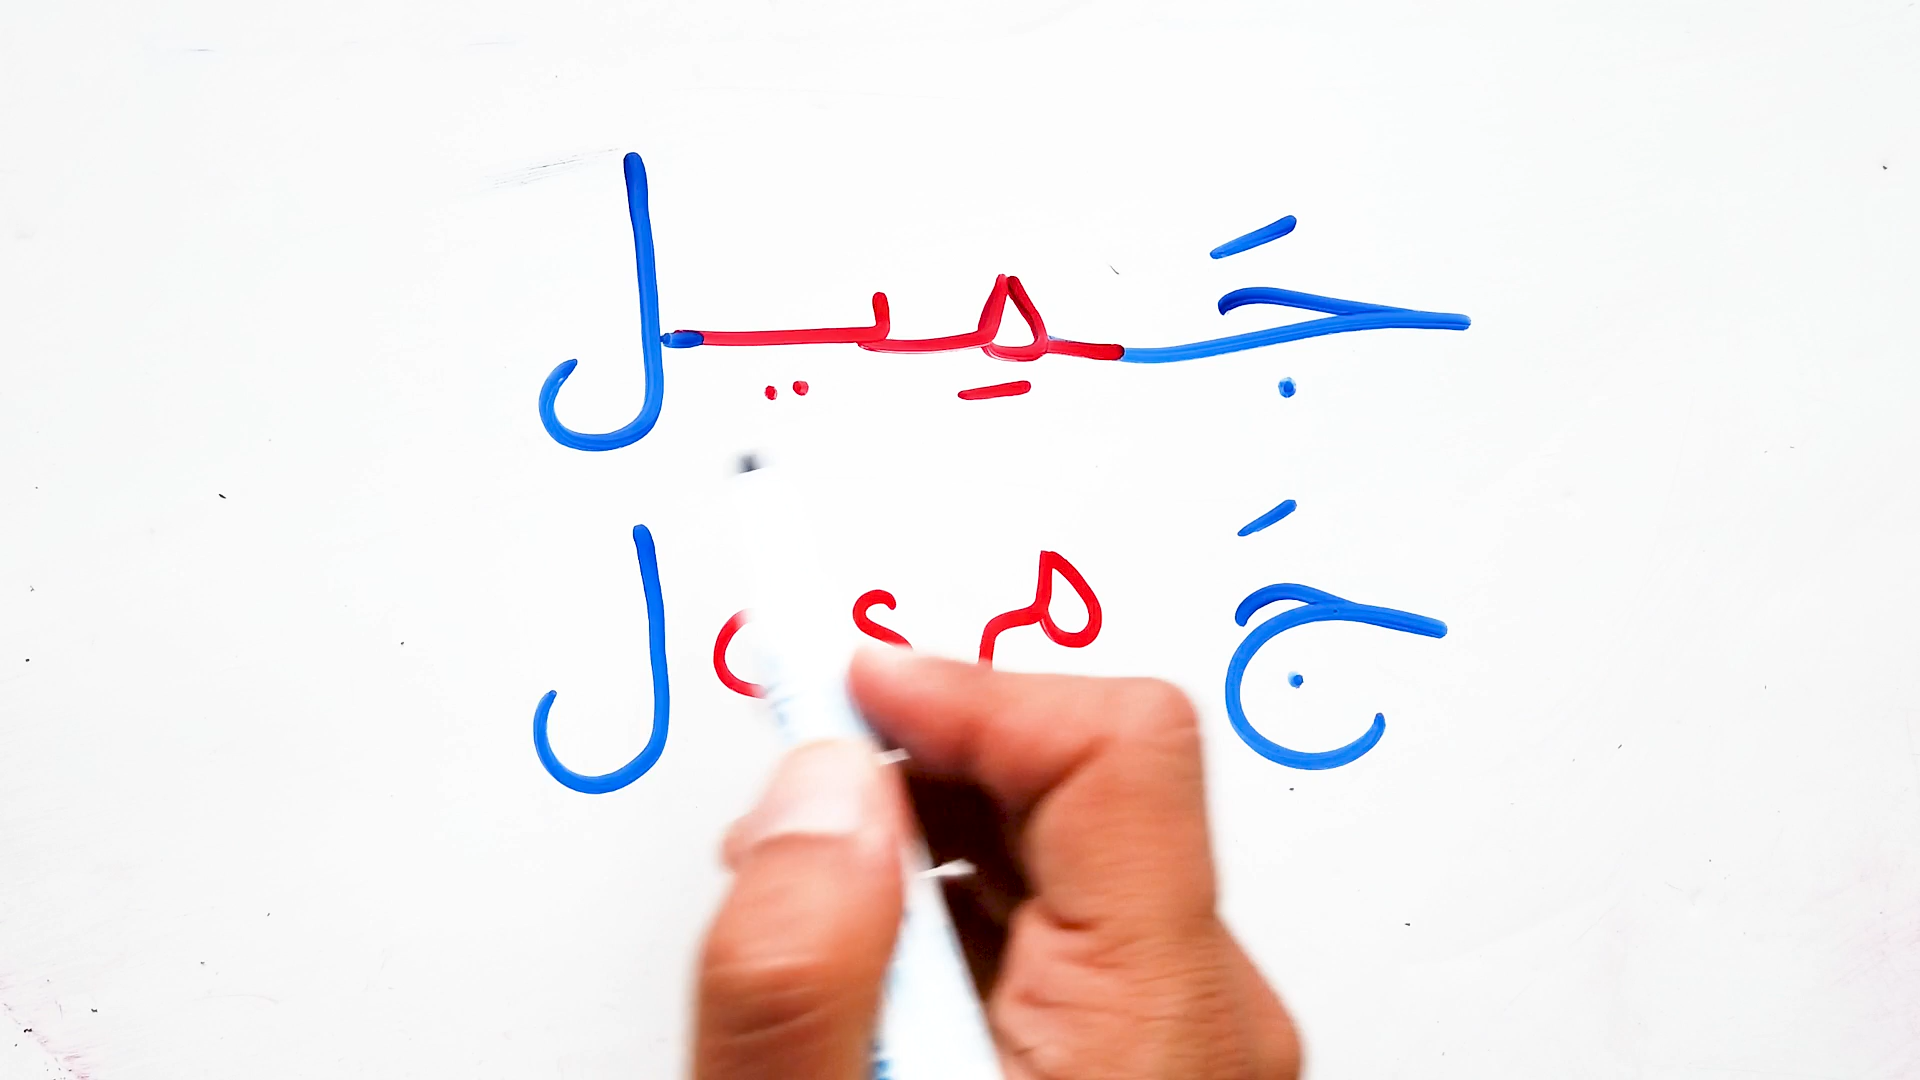 جَمِيل
جَ م ي ل